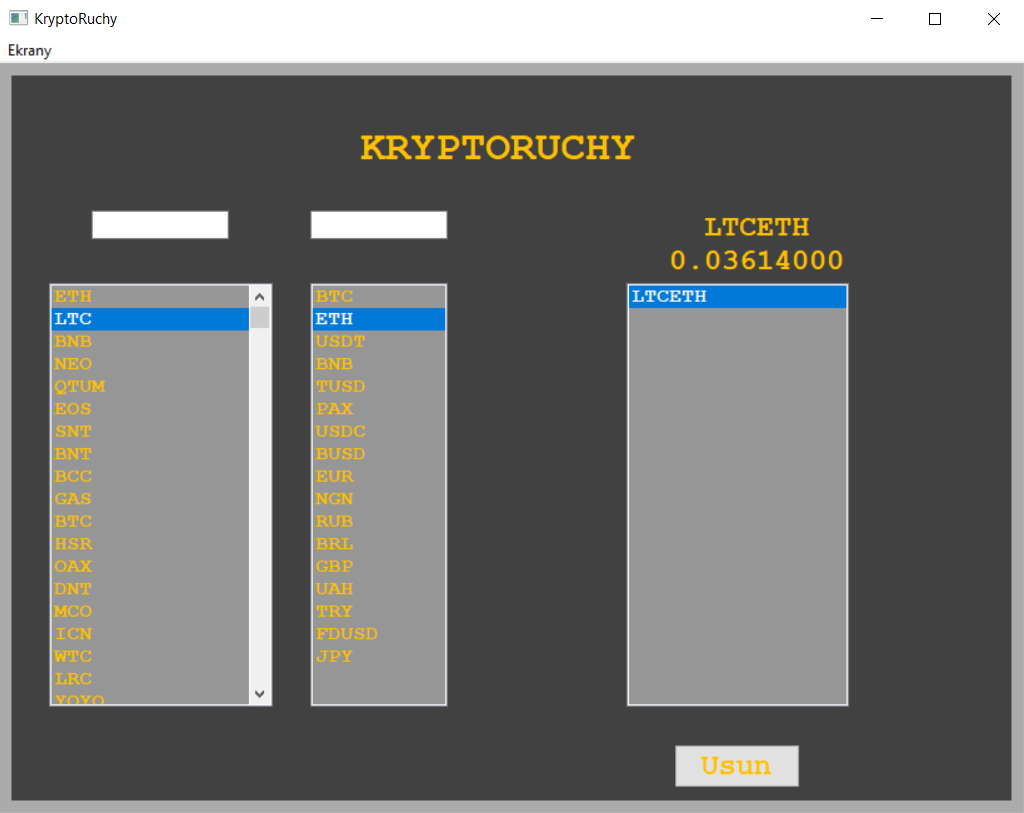 KryptoRuchy
Ekrany
KRYPTORUCHY
LTCETH
0.03614000
ETH
LTC
BNB
NEO
QTUM
EOS
SNT
BNT
BCC
GAS
BTC
HSR
OAX
DNT
MCO
ICN
WTC
LRC
YOYO
BTC
ETH
USDT
BNB
TUSD
PAX
USDC
BUSD
EUR
NGN
RUB
BRL
GBP
UAH
TRY
FDUSD
JPY
LTCETH
Usun